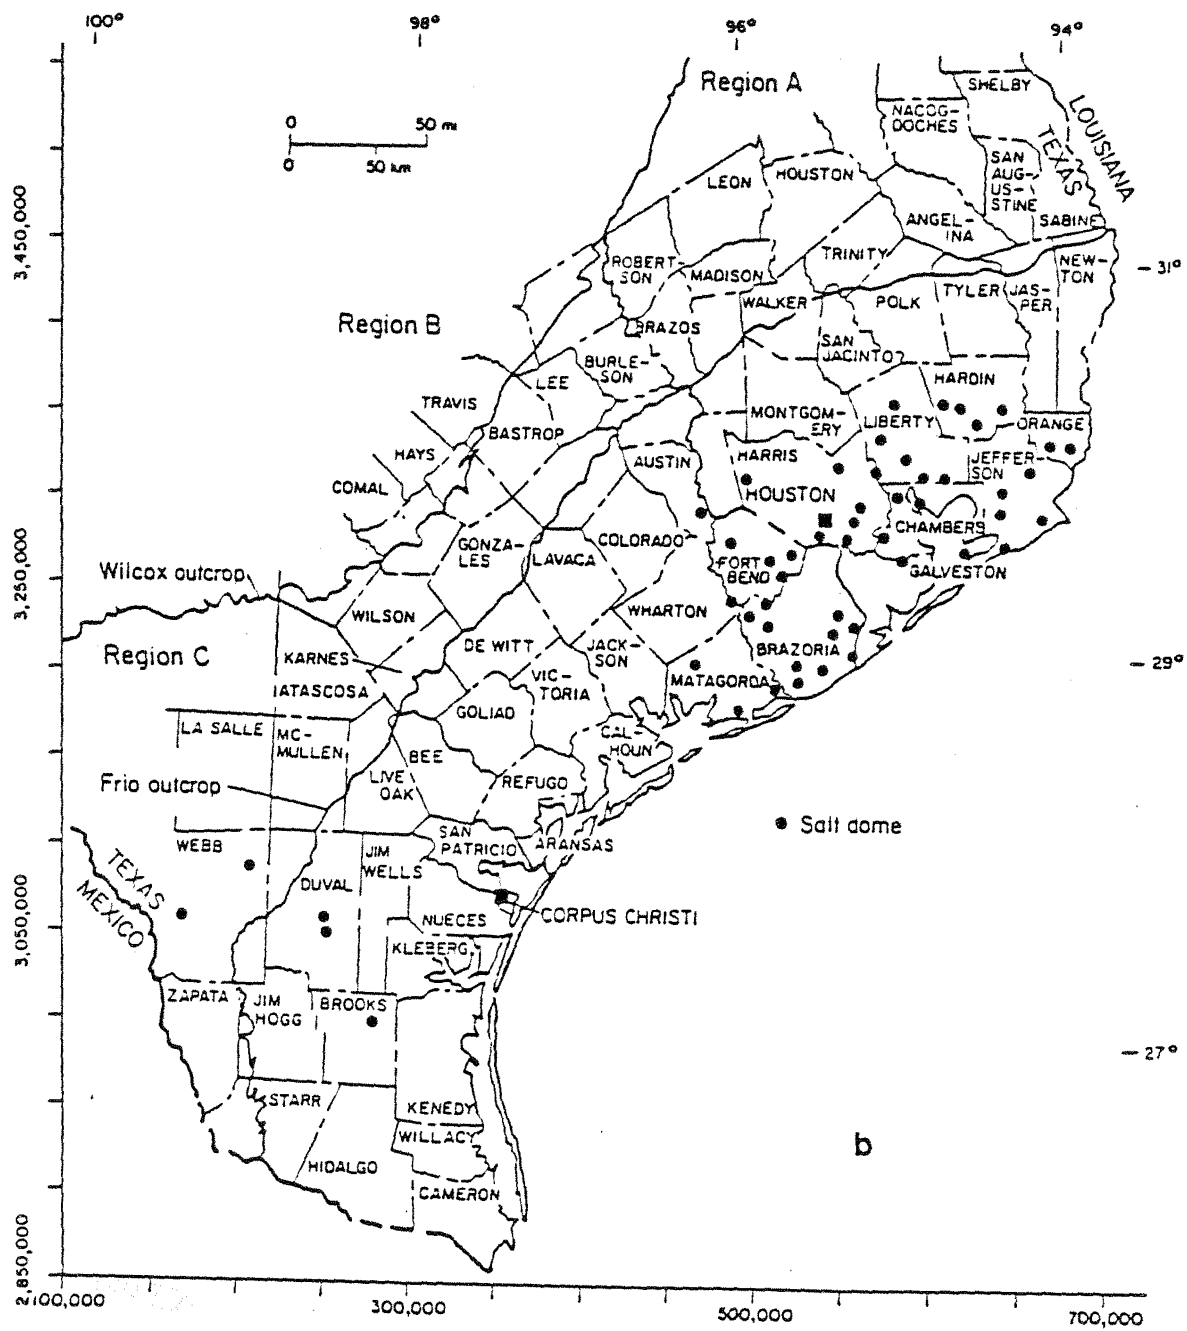 100°
98°
96°
94°
Region A
0
50 mi
0
50 km
SHELBY
NACOG-
DOCHES
LOUISIANA
TEXAS
SAN
AUG-
US-
STINE
SABINE
LEON
HOUSTON
ANGEL-
INA
TRINITY
3,450,000
31°
ROBERT-
SON
MADISON
NEW-
TON
TYLER
JAS-
PER
WALKER
POLK
Region B
BRAZOS
SAN
JACINTO
BURLE-
SON
LEE
HARDIN
TRAVIS
MONTGOM-
ERY
LIBERTY
ORANGE
BASTROP
HAYS
AUSTIN
HARRIS
JEFFER-
SON
COMAL
HOUSTON
CHAMBERS
GONZA-
LES
LAVACA
COLORADO
FORT
BEND
GALVESTON
3,250,000
Wilcox outcrop
WILSON
WHARTON
Region C
KARNES
DE WITT
JACK-
SON
BRAZORIA
29°
ATASCOSA
VIC-
TORIA
MATAGORDA
GOLIAD
LA SALLE
MC-
MULLEN
CAL-
HOUN
BEE
LIVE
OAK
REFUGO
Frio outcrop
Salt dome
WEBB
JIM
WELLS
SAN
PATRICIO
ARANSAS
TEXAS
MEXICO
DUVAL
3,050,000
NUECES
CORPUS CHRISTI
KLEBERG
ZAPATA
JIM
HOGG
BROOKS
27°
STARR
KENEDY
WILLACY
b
HIDALGO
CAMERON
2,850,000
2,100,000
300,000
500,000
700,000